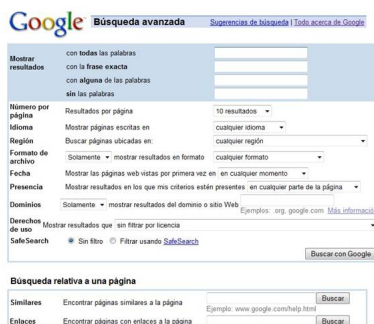 Google Búsqueda avanzada Sugerencias de búsqueda | Todo acerca de Google
Mostrar resultados
con todas las palabras
con la frase exacta
con alguna de las palabras
sin las palabras
Número por página Resultados por página 10 resultados
Idioma Mostrar páginas escritas en cualquier idioma
Región Buscar páginas ubicadas en: cualquier región
Formato de archivo Solamente mostrar resultados en formato cualquier formato
Fecha Mostrar las páginas web vistas por primera vez en en cualquier momento
Presencia Mostrar resultados en los que mis criterios estén presentes en cualquier parte de la página
Dominios Solamente mostrar resultados del dominio o sitio Web
Ejemplos: .org, google.com Más informació
Derechos de uso Mostrar resultados que sin filtrar por licencia
SafeSearch Sin filtro Filtrar usando SafeSearch
Buscar con Google
Búsqueda relativa a una página
Similares Encontrar páginas similares a la página Buscar
Ejemplo: www.google.com/help.html
Enlaces Encontrar páginas con enlaces a la página Buscar